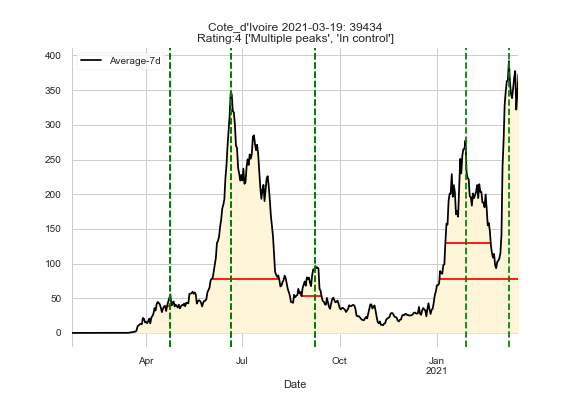 Cote_d'Ivoire 2021-03-19: 39434
Rating:4 ['Multiple peaks', 'In control']
Average-7d
400
350
300
250
200
150
100
50
0
Apr
Jul
Oct
Jan
2021
Date